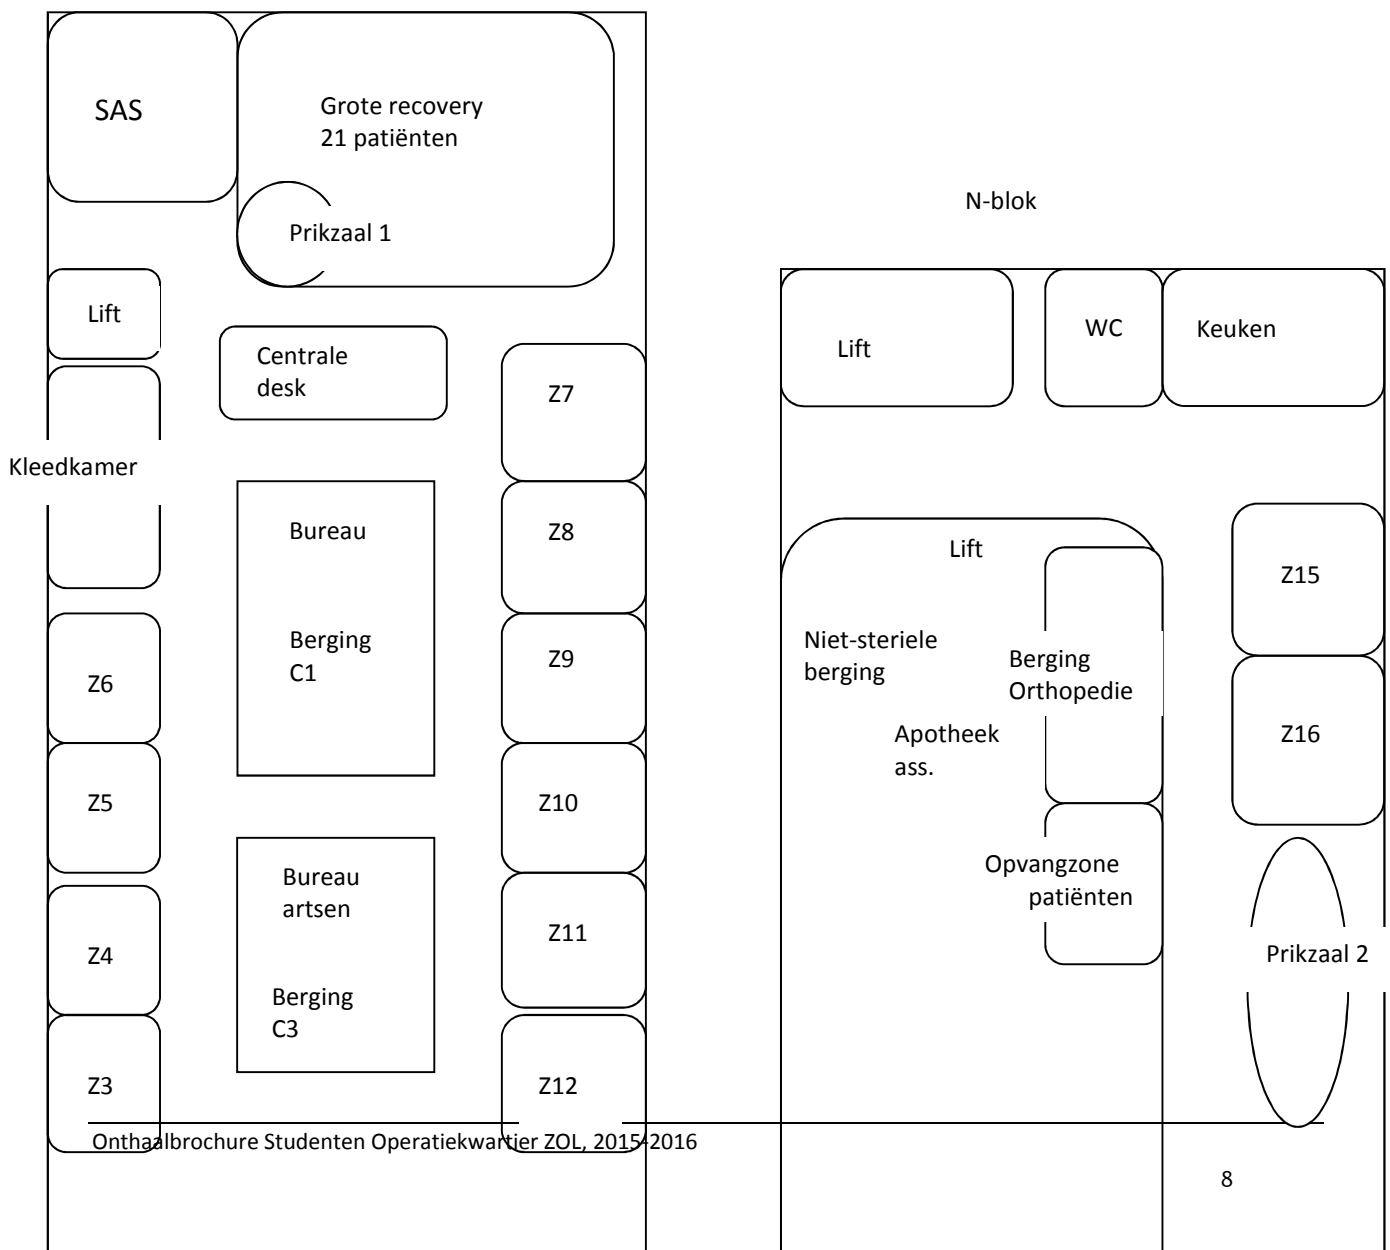 SAS
Grote recovery
21 patiënten
Prikzaal 1
N-blok
Lift
Centrale
desk
Z7
Lift
WC
Keuken
Kleedkamer
Bureau
Z8
Lift
Z15
Berging
C1
Z9
Niet-steriele
berging
Berging
Orthopedie
Z6
Apotheek
ass.
Z16
Z5
Z10
Bureau
artsen
Z11
Opvangzone
patiënten
Z4
Prikzaal 2
Berging
C3
Z3
Z12
Onthaalbrochure Studenten Operatiekwartier ZOL, 2015-2016
8